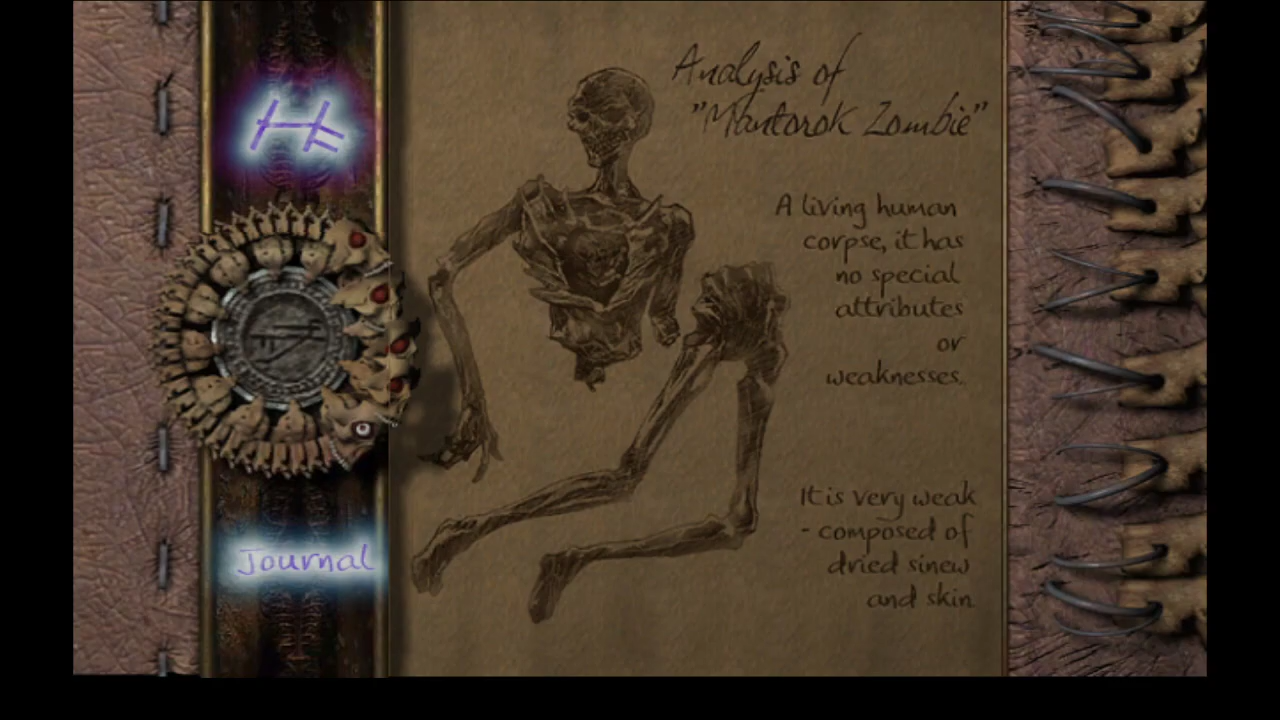 Analysis of
"Mantorok Zombie"
A living human
corpse, it has
no special
attributes
or
weaknesses.
It is very weak
- composed of
dried sinew
and skin.
Journal